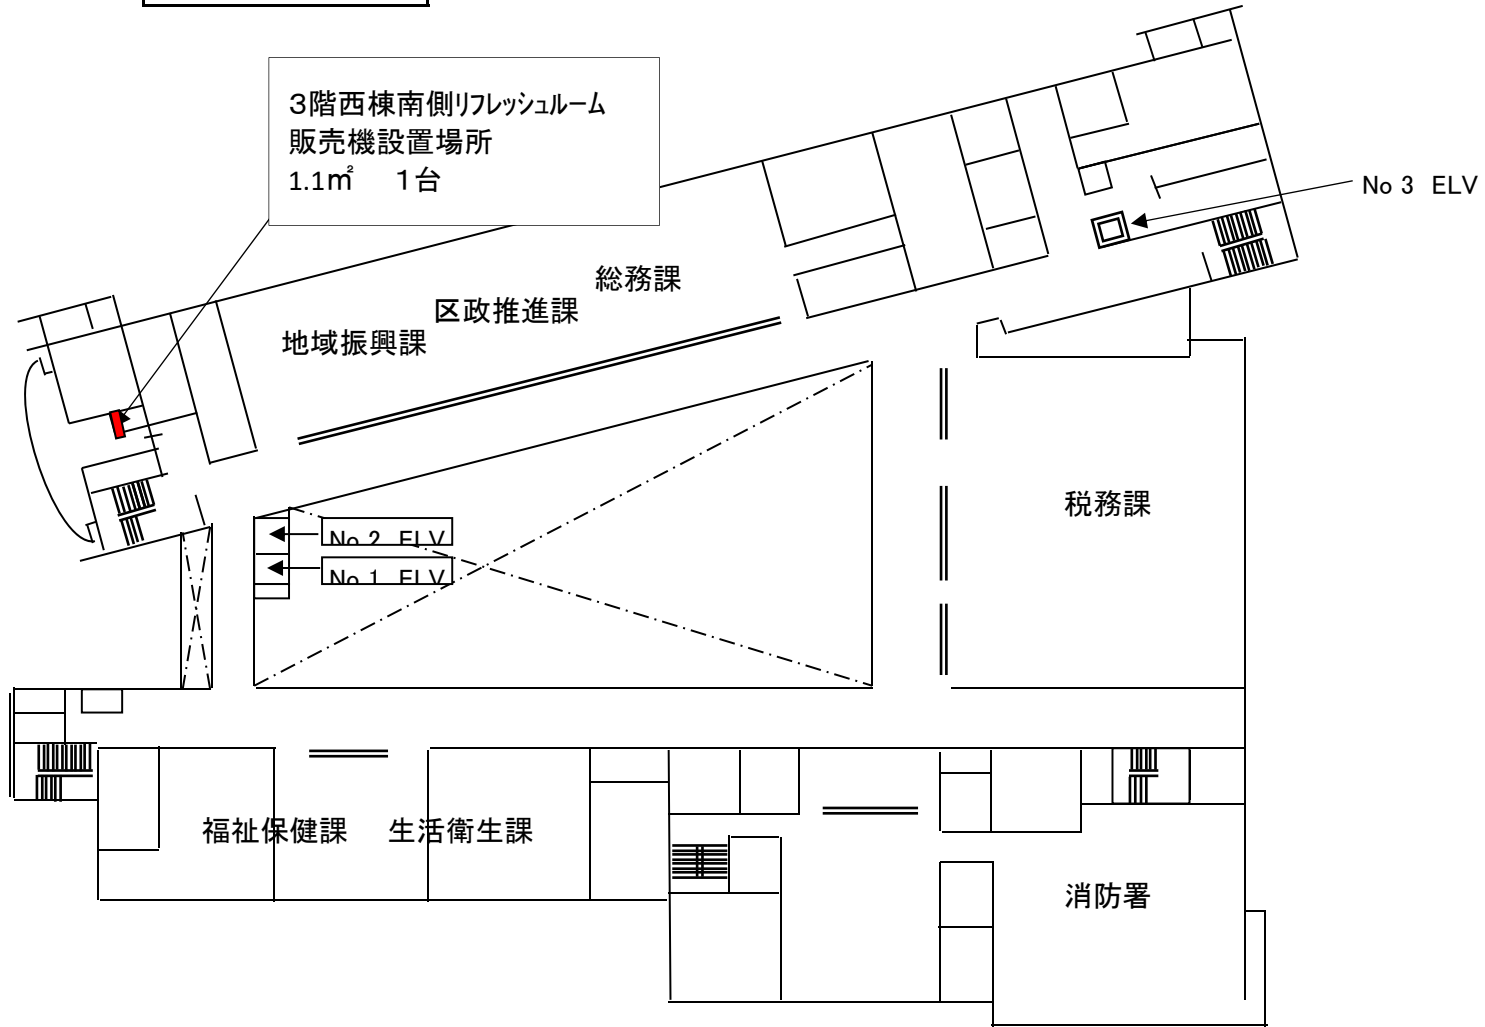 ３階西棟南側ﾘﾌﾚｯｼｭﾙｰﾑ
販売機設置場所
1.1㎡　１台
No 3 ELV
総務課
区政推進課
地域振興課
税務課
No 2 ELV
No 1 ELV
福祉保健課　生活衛生課
消防署